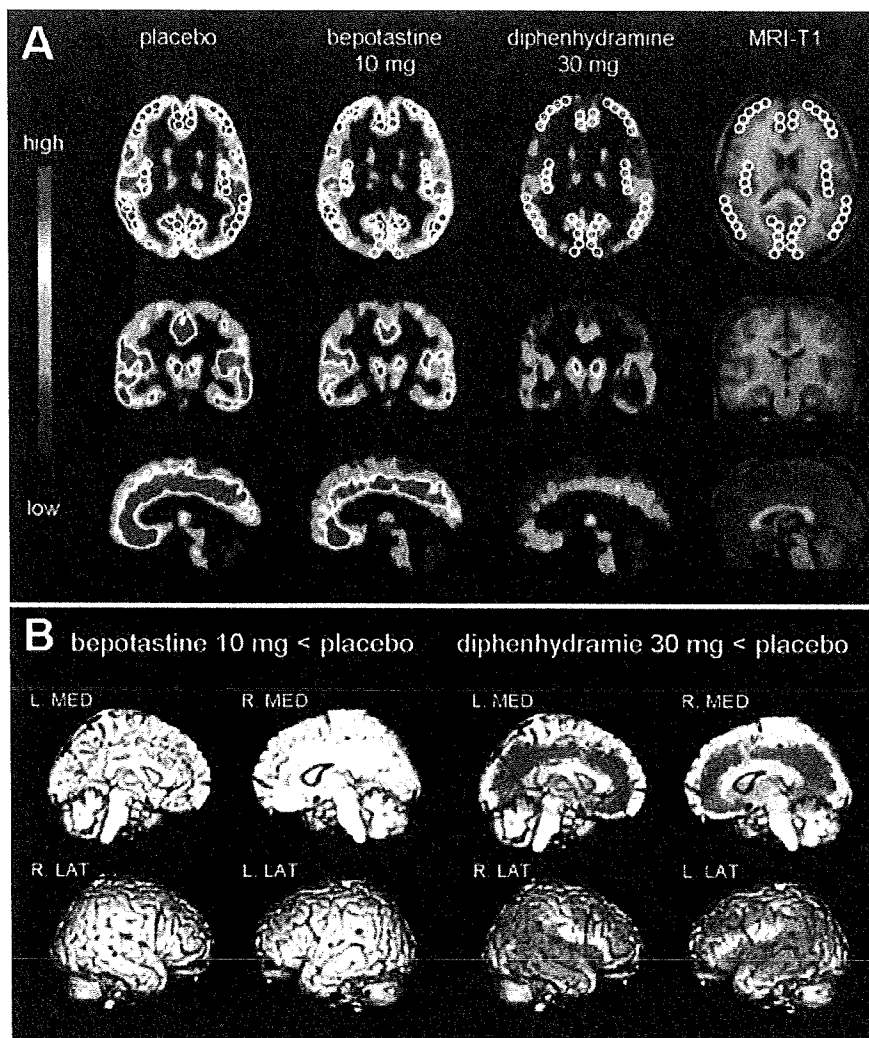 A
placebo
bepotastine
10 mg
diphenhydramine
30 mg
MRI-T1
high
low
B
bepotastine 10 mg < placebo
diphenhydramie 30 mg < placebo
L. MED
R. MED
L. MED
R. MED
R. LAT
L. LAT
R. LAT
L. LAT